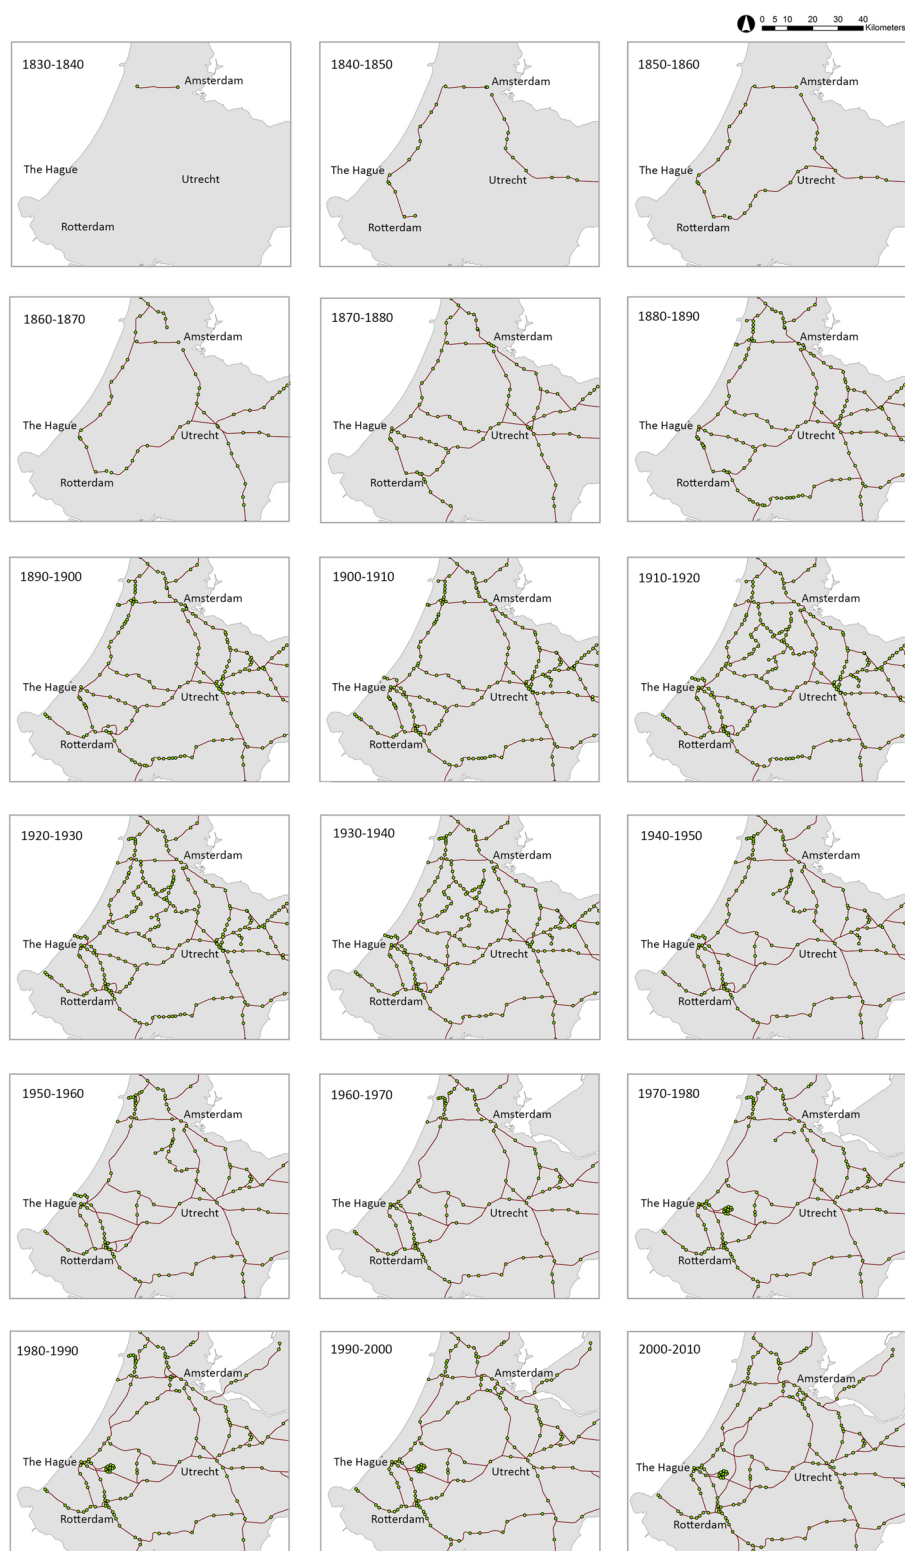 0 5 10 20 30 40 Kilometers
1830-1840
Amsterdam
The Hague
Utrecht
Rotterdam
1840-1850
Amsterdam
The Hague
Utrecht
Rotterdam
1850-1860
Amsterdam
The Hague
Utrecht
Rotterdam
1860-1870
Amsterdam
The Hague
Utrecht
Rotterdam
1870-1880
Amsterdam
The Hague
Utrecht
Rotterdam
1880-1890
Amsterdam
The Hague
Utrecht
Rotterdam
1890-1900
Amsterdam
The Hague
Utrecht
Rotterdam
1900-1910
Amsterdam
The Hague
Utrecht
Rotterdam
1910-1920
Amsterdam
The Hague
Utrecht
Rotterdam
1920-1930
Amsterdam
The Hague
Utrecht
Rotterdam
1930-1940
Amsterdam
The Hague
Utrecht
Rotterdam
1940-1950
Amsterdam
The Hague
Utrecht
Rotterdam
1950-1960
Amsterdam
The Hague
Utrecht
Rotterdam
1960-1970
Amsterdam
The Hague
Utrecht
Rotterdam
1970-1980
Amsterdam
The Hague
Utrecht
Rotterdam
1980-1990
Amsterdam
The Hague
Utrecht
Rotterdam
1990-2000
Amsterdam
The Hague
Utrecht
Rotterdam
2000-2010
Amsterdam
The Hague
Utrecht
Rotterdam